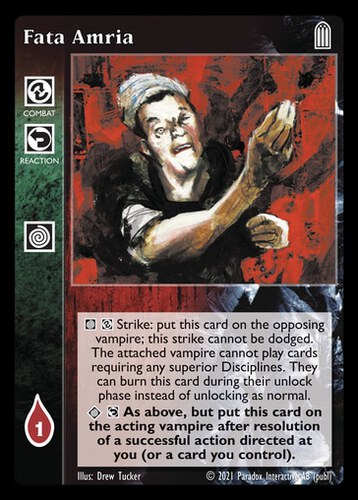 Fata Amria
COMBAT
REACTION
Strike: put this card on the opposing
vampire; this strike cannot be dodged.
The attached vampire cannot play cards
requiring any superior Disciplines. They
can burn this card during their unlock
phase instead of unlocking as normal.
As above, but put this card on
the acting vampire after resolution
of a successful action directed at
you (or a card you control).
1
Illus: Drew Tucker
© 2021 Paradox Interactive AB (publ)